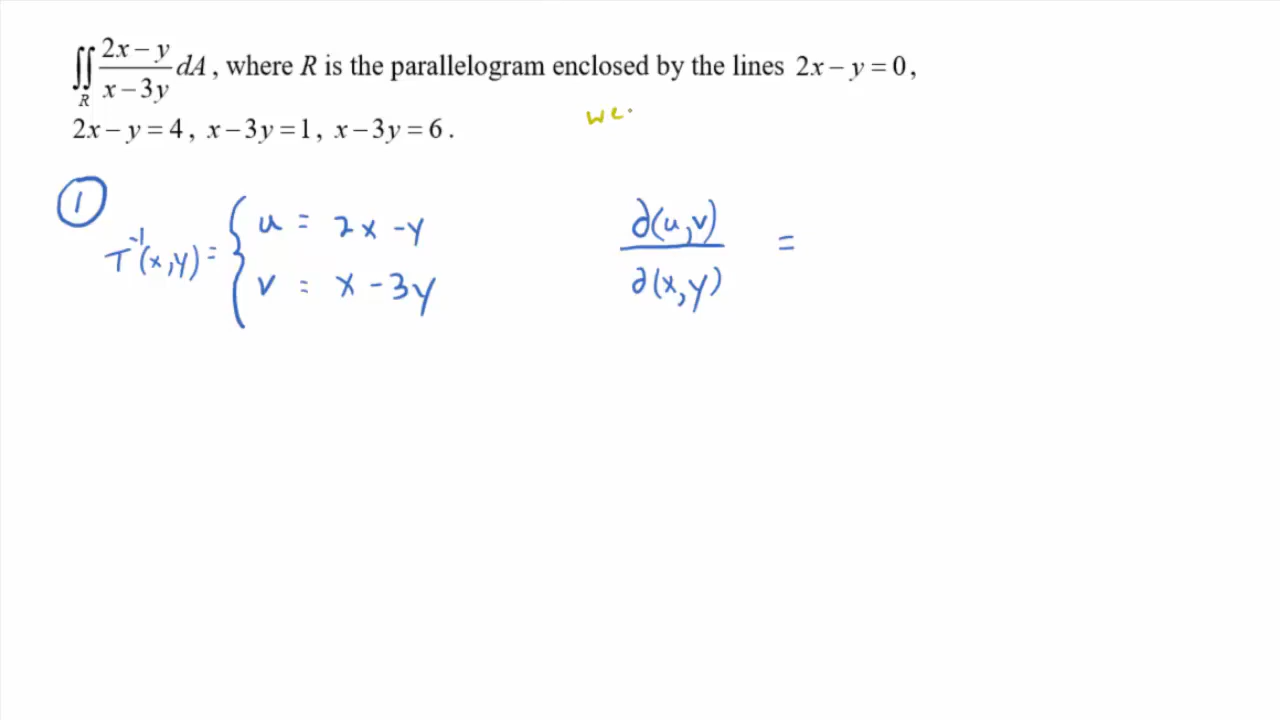 ∬_R (2x − y)/(x − 3y) dA , where R is the parallelogram enclosed by the lines 2x − y = 0 ,
2x − y = 4 , x − 3y = 1 , x − 3y = 6 .
we.
①
T⁻¹(x,y) = { u = 2x − y
v = x − 3y
∂(u,v)/∂(x,y) =